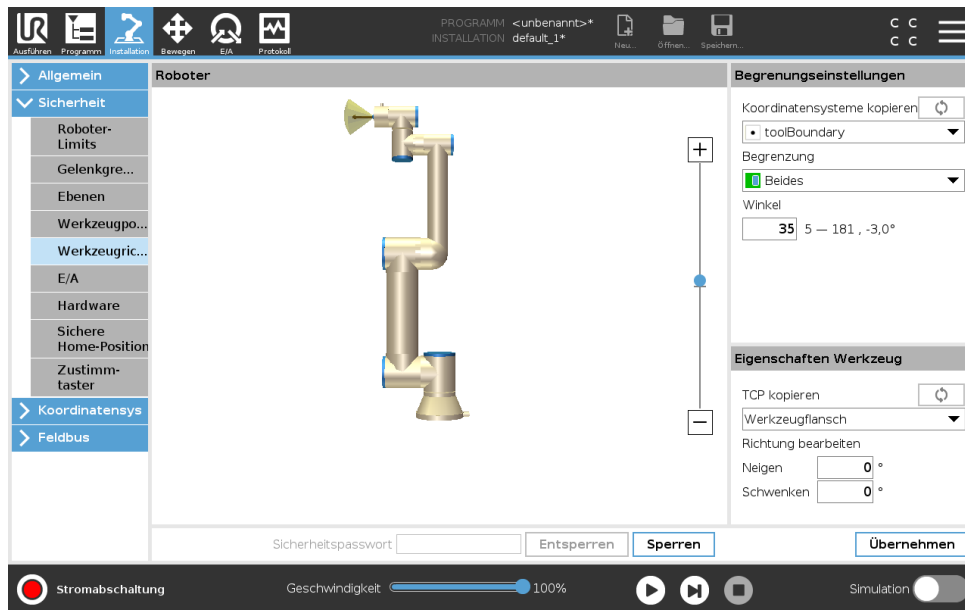 PROGRAMM <unbenannt>*
INSTALLATION default_1*
Ausführen Programm Installation Bewegen E/A Protokoll Neu... Öffnen... Speichern...
C C
C C
Allgemein
Sicherheit
Roboter-
Limits
Gelenkgre...
Ebenen
Werkzeugpo...
Werkzeugric...
E/A
Hardware
Sichere
Home-Position
Zustimm-
taster
Koordinatensys
Feldbus
Roboter
Begrenungseinstellungen
Koordinatensysteme kopieren
toolBoundary
Begrenzung
Beides
Winkel
35 5 — 181 , -3,0°
Eigenschaften Werkzeug
TCP kopieren
Werkzeugflansch
Richtung bearbeiten
Neigen 0 °
Schwenken 0 °
Sicherheitspasswort Entsperren Sperren Übernehmen
Stromabschaltung Geschwindigkeit 100% Simulation